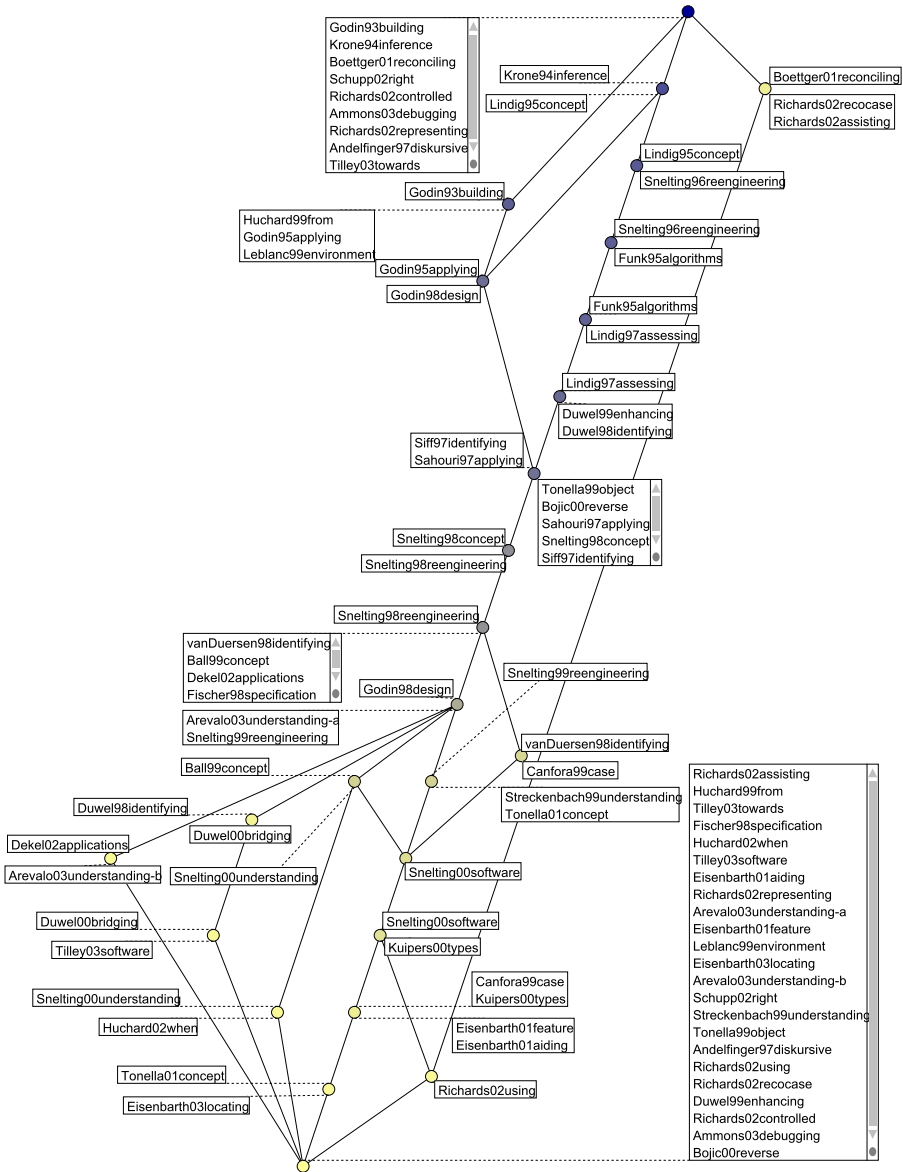 Godin93building
Krone94inference
Boettger01reconciling
Schupp02right
Richards02controlled
Ammons03debugging
Richards02representing
Andelfinger97diskursive
Tilley03towards
Krone94inference
Lindig95concept
Boettger01reconciling
Richards02recocase
Richards02assisting
Lindig95concept
Snelting96reengineering
Godin93building
Huchard99from
Godin95applying
Leblanc99environment
Snelting96reengineering
Funk95algorithms
Godin95applying
Godin98design
Funk95algorithms
Lindig97assessing
Lindig97assessing
Duwel99enhancing
Duwel98identifying
Siff97identifying
Sahouri97applying
Tonella99object
Bojic00reverse
Sahouri97applying
Snelting98concept
Siff97identifying
Snelting98concept
Snelting98reengineering
Snelting98reengineering
vanDuersen98identifying
Ball99concept
Dekel02applications
Fischer98specification
Snelting99reengineering
Godin98design
Arevalo03understanding-a
Snelting99reengineering
vanDuersen98identifying
Canfora99case
Ball99concept
Streckenbach99understanding
Tonella01concept
Duwel98identifying
Duwel00bridging
Dekel02applications
Arevalo03understanding-b
Snelting00understanding
Snelting00software
Duwel00bridging
Tilley03software
Snelting00software
Kuipers00types
Snelting00understanding
Huchard02when
Canfora99case
Kuipers00types
Eisenbarth01feature
Eisenbarth01aiding
Tonella01concept
Eisenbarth03locating
Richards02using
Richards02assisting
Huchard99from
Tilley03towards
Fischer98specification
Huchard02when
Tilley03software
Eisenbarth01aiding
Richards02representing
Arevalo03understanding-a
Eisenbarth01feature
Leblanc99environment
Eisenbarth03locating
Arevalo03understanding-b
Schupp02right
Streckenbach99understanding
Tonella99object
Andelfinger97diskursive
Richards02using
Richards02recocase
Duwel99enhancing
Richards02controlled
Ammons03debugging
Bojic00reverse